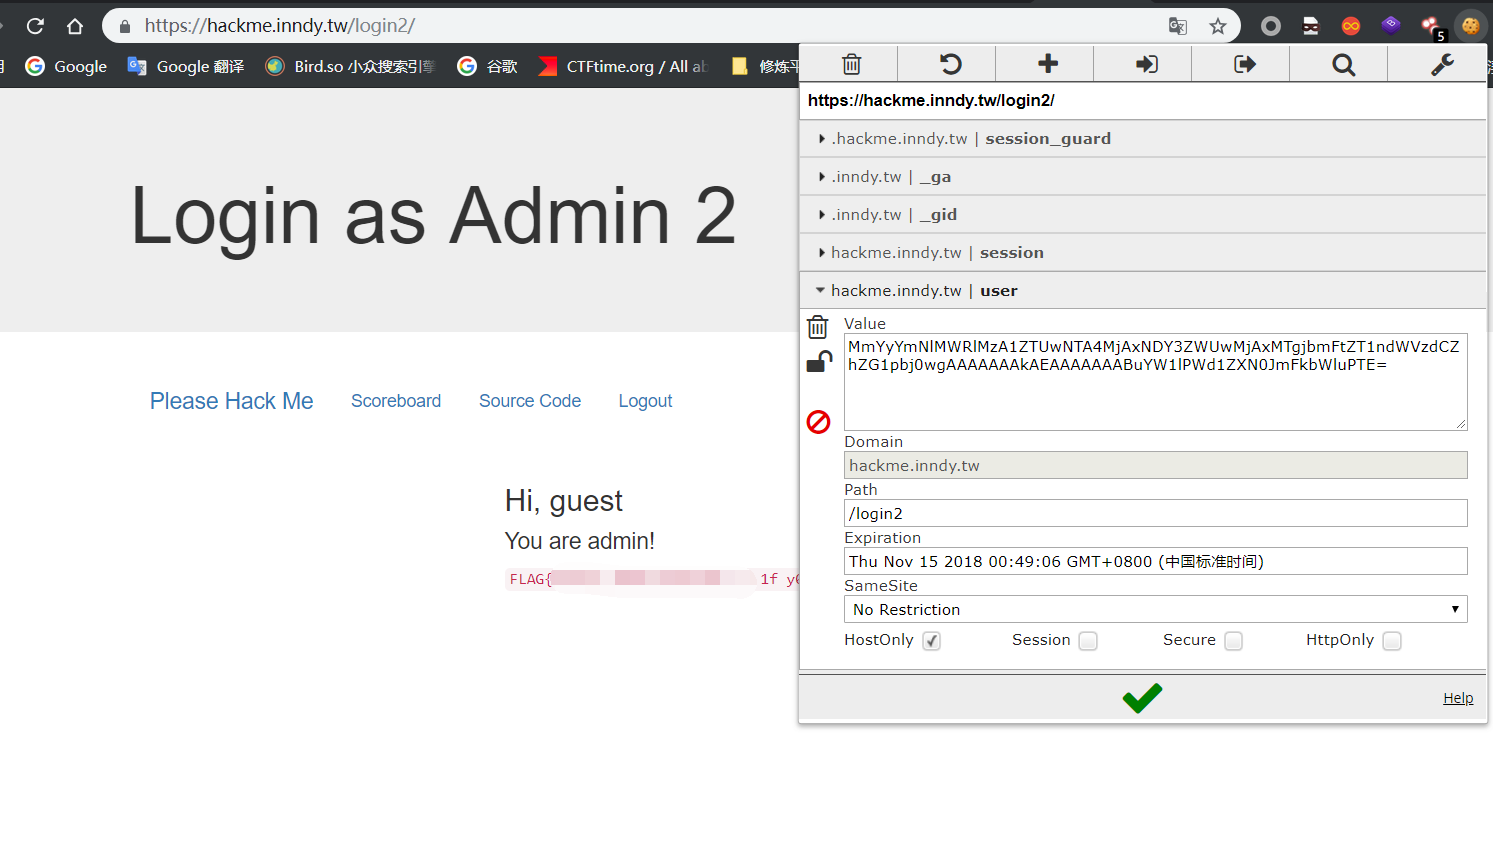 https://hackme.inndy.tw/login2/
5
Google
Google 翻译
Bird.so 小众搜索引擎
谷歌
CTFtime.org / All ab
修炼平
https://hackme.inndy.tw/login2/
.hackme.inndy.tw | session_guard
.inndy.tw | _ga
.inndy.tw | _gid
hackme.inndy.tw | session
hackme.inndy.tw | user
Value
MmYyYmNlMWRlMzA1ZTUwNTA4MjAxNDY3ZWUwMjAxMTgjbmFtZT1ndWVzdCZ
hZG1pbj0wgAAAAAAAkAEAAAAAAABuYW1lPWd1ZXN0JmFkbWluPTE=
Domain
hackme.inndy.tw
Path
/login2
Expiration
Thu Nov 15 2018 00:49:06 GMT+0800 (中国标准时间)
SameSite
No Restriction
HostOnly Session Secure HttpOnly
Help
Login as Admin 2
Please Hack Me Scoreboard Source Code Logout
Hi, guest
You are admin!
FLAG{ 1f y